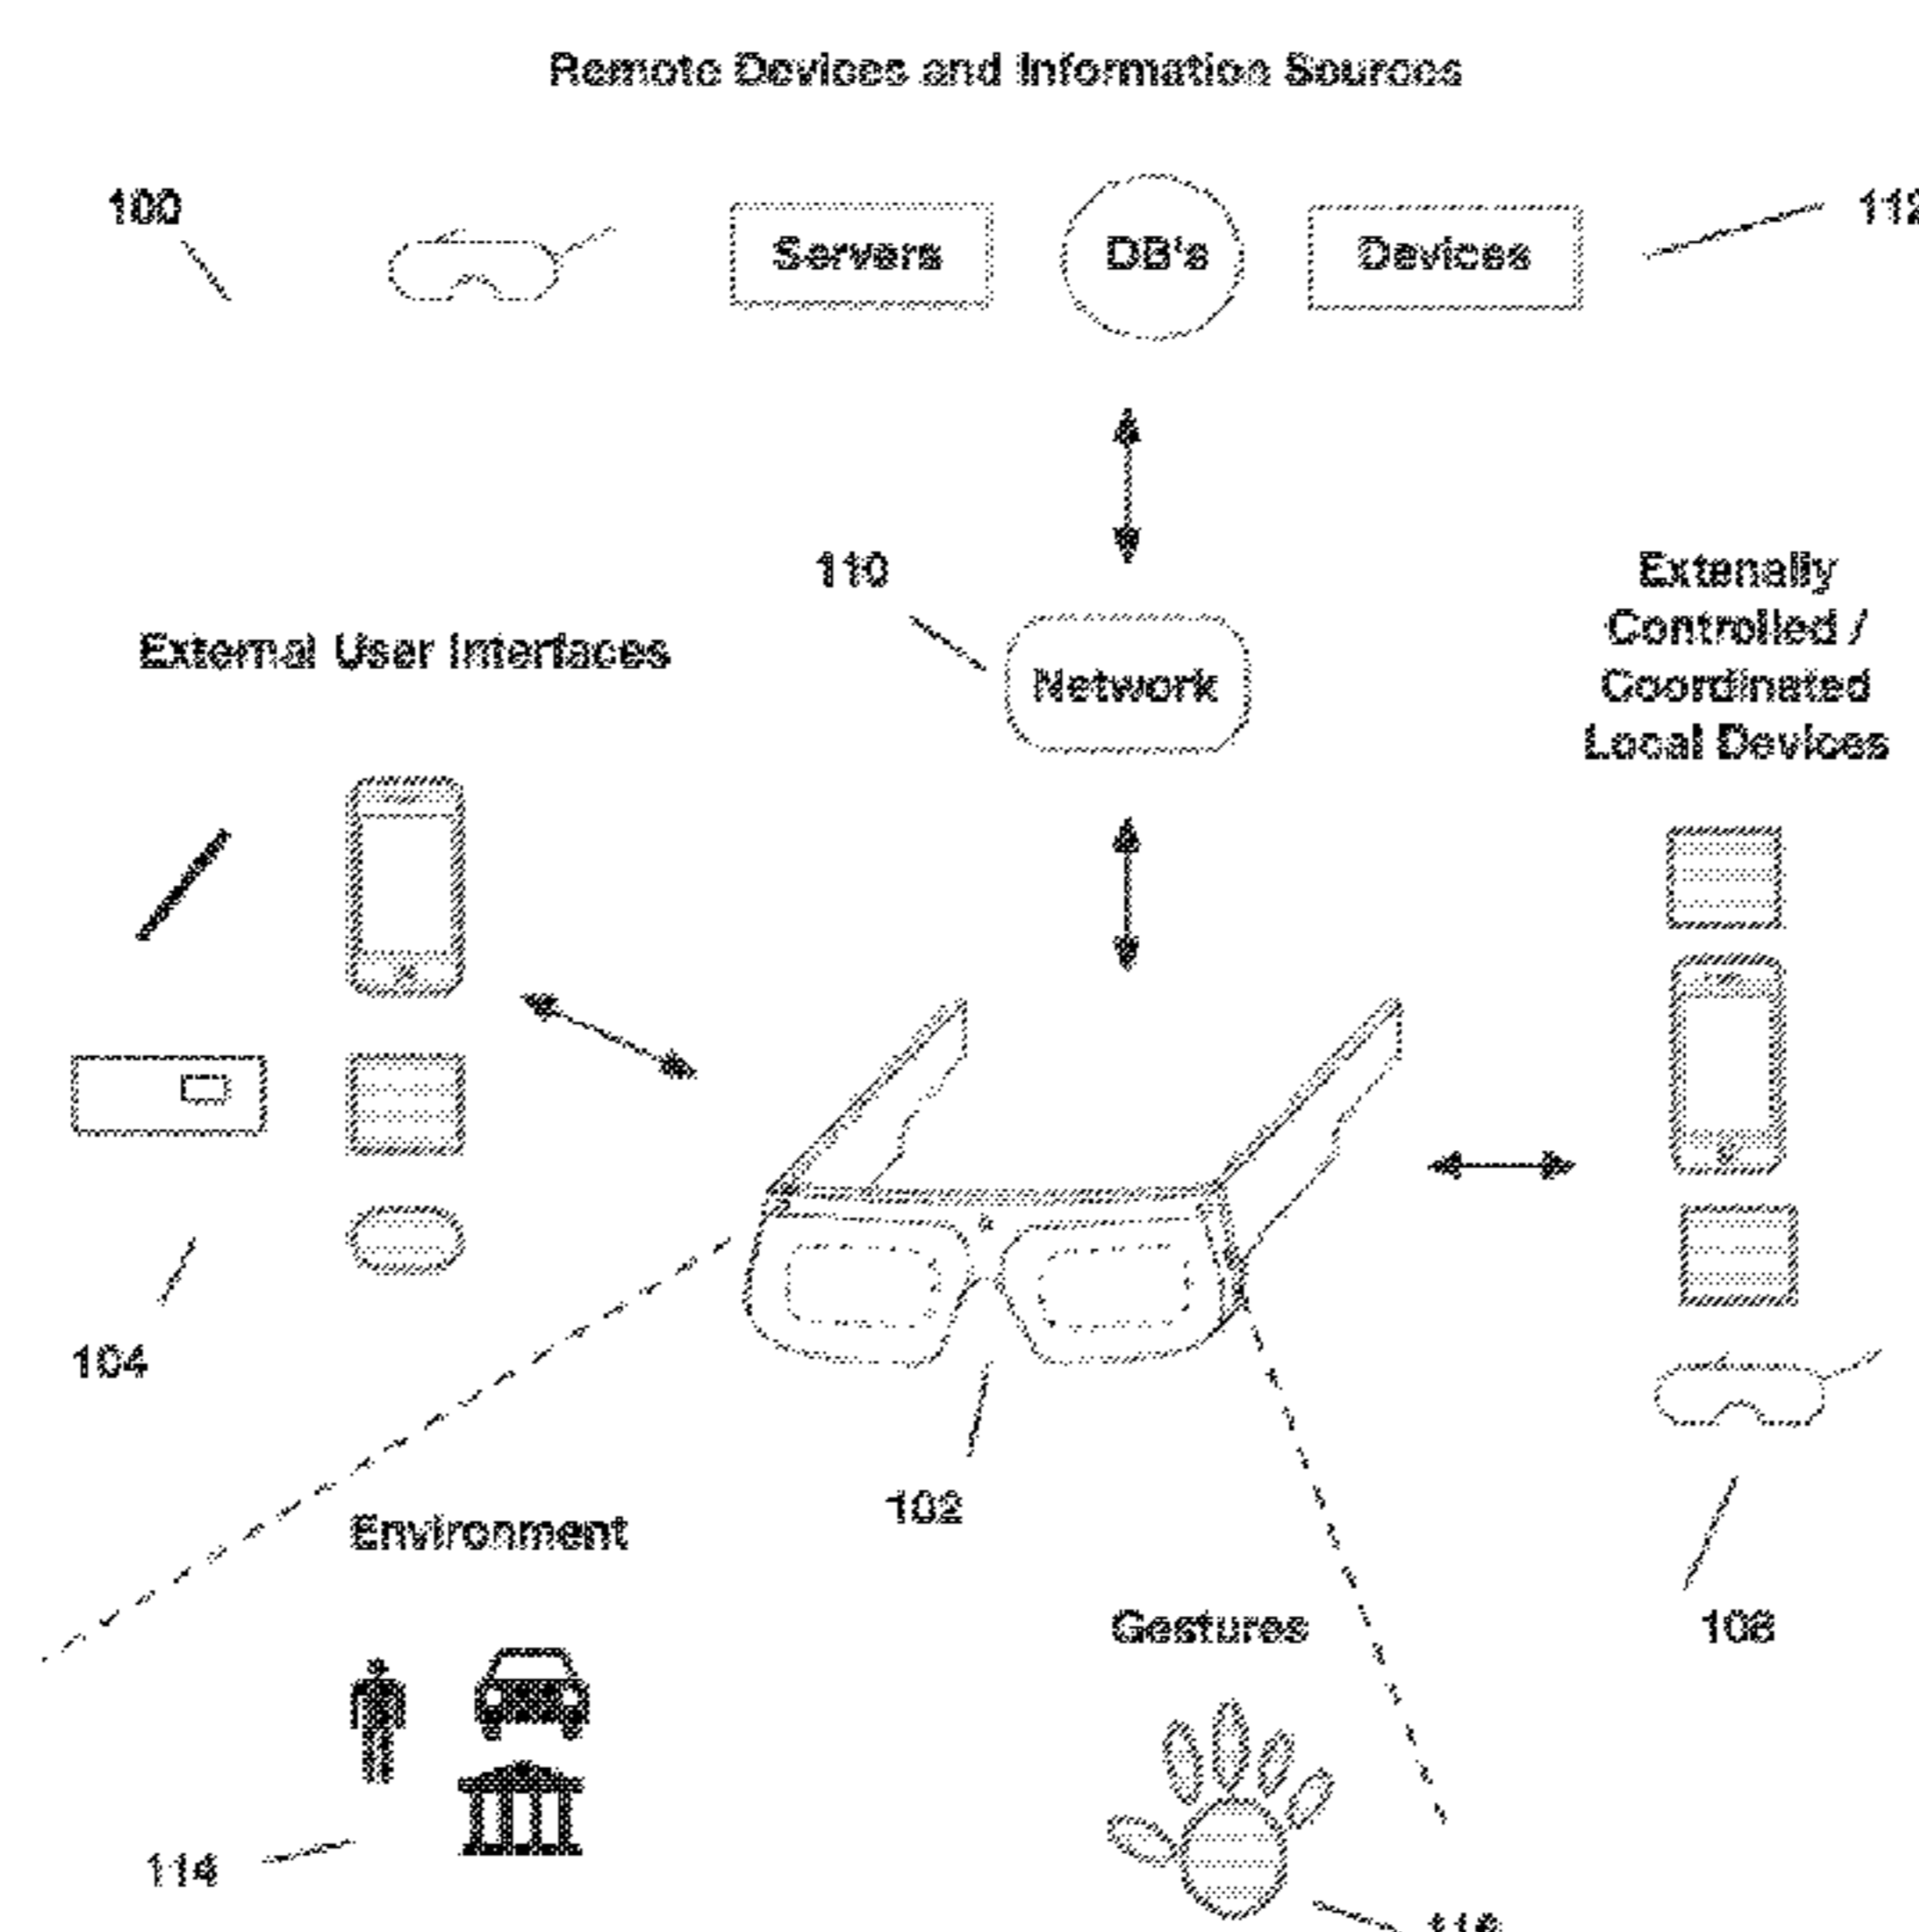 Remote Devices and Information Sources
100
Servers
DB's
Devices
112
110
Network
External User Interfaces
Extenally
Controlled /
Coordinated
Local Devices
104
102
Environment
Gestures
108
114